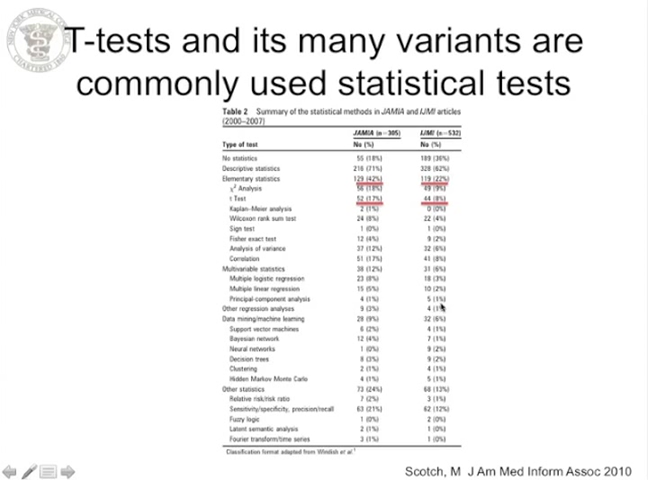 T-tests and its many variants are
commonly used statistical tests
Table 2 Summary of the statistical methods in JAMIA and IJMI articles
(2000–2007)
JAMIA (n=305) IJMI (n=532)
Type of test No (%) No (%)
No statistics 55 (18%) 189 (36%)
Descriptive statistics 216 (71%) 328 (62%)
Elementary statistics 129 (42%) 119 (22%)
χ² Analysis 56 (18%) 49 (9%)
t Test 52 (17%) 44 (8%)
Kaplan–Meier analysis 2 (1%) 0 (0%)
Wilcoxon rank sum test 24 (8%) 22 (4%)
Sign test 1 (0%) 1 (0%)
Fisher exact test 12 (4%) 9 (2%)
Analysis of variance 37 (12%) 32 (6%)
Correlation 51 (17%) 41 (8%)
Multivariable statistics 38 (12%) 31 (6%)
Multiple logistic regression 23 (8%) 18 (3%)
Multiple linear regression 15 (5%) 10 (2%)
Principal component analysis 4 (1%) 5 (1%)
Other regression analyses 9 (3%) 4 (1%)
Data mining/machine learning 28 (9%) 32 (6%)
Support vector machines 6 (2%) 4 (1%)
Bayesian network 12 (4%) 7 (1%)
Neural networks 1 (0%) 9 (2%)
Decision trees 8 (3%) 9 (2%)
Clustering 2 (1%) 4 (1%)
Hidden Markov Monte Carlo 4 (1%) 5 (1%)
Other statistics 73 (24%) 68 (13%)
Relative risk/risk ratio 7 (2%) 3 (1%)
Sensitivity/specificity, precision/recall 63 (21%) 62 (12%)
Fuzzy logic 1 (0%) 2 (0%)
Latent semantic analysis 2 (1%) 1 (0%)
Fourier transform/time series 3 (1%) 1 (0%)
Classification format adapted from Windish et al.¹
Scotch, M J Am Med Inform Assoc 2010